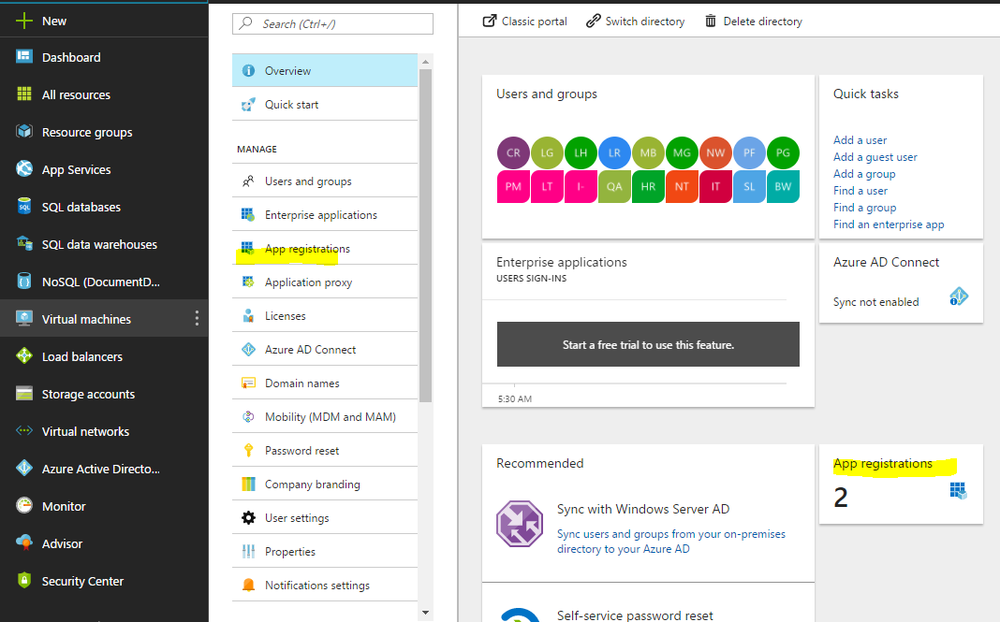 New
Dashboard
All resources
Resource groups
App Services
SQL databases
SQL data warehouses
NoSQL (DocumentD...
Virtual machines
Load balancers
Storage accounts
Virtual networks
Azure Active Directo...
Monitor
Advisor
Security Center
Search (Ctrl+/)
Overview
Quick start
MANAGE
Users and groups
Enterprise applications
App registrations
Application proxy
Licenses
Azure AD Connect
Domain names
Mobility (MDM and MAM)
Password reset
Company branding
User settings
Properties
Notifications settings
Classic portal Switch directory Delete directory
Users and groups
CR LG LH LR MB MG NW PF PG
PM LT I- QA HR NT IT SL BW
Quick tasks
Add a user
Add a guest user
Add a group
Find a user
Find a group
Find an enterprise app
Enterprise applications
USERS SIGN-INS
Start a free trial to use this feature.
5:30 AM
Azure AD Connect
Sync not enabled
Recommended
Sync with Windows Server AD
Sync users and groups from your on-premises
directory to your Azure AD
Self-service password reset
App registrations
2